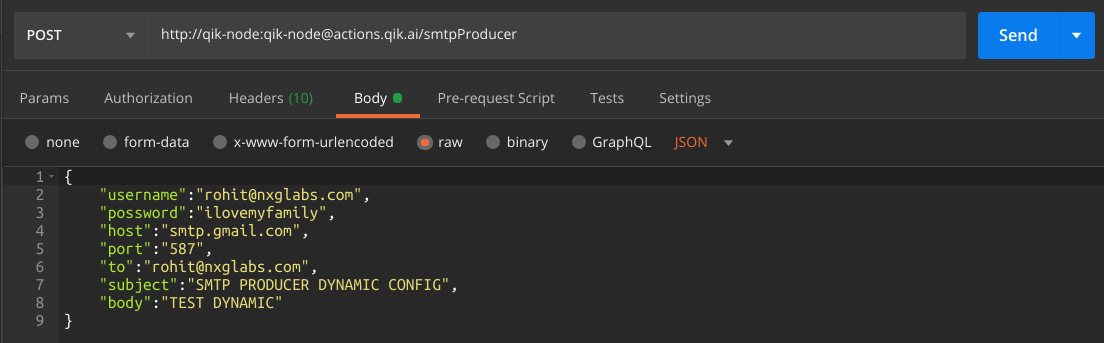 POST http://qik-node:qik-node@actions.qik.ai/smtpProducer Send
Params Authorization Headers (10) Body Pre-request Script Tests Settings
none form-data x-www-form-urlencoded raw binary GraphQL JSON
1 {
2 "username":"rohit@nxglabs.com",
3 "possword":"ilovemyfamily",
4 "host":"smtp.gmail.com",
5 "port":"587",
6 "to":"rohit@nxglabs.com",
7 "subject":"SMTP PRODUCER DYNAMIC CONFIG",
8 "body":"TEST DYNAMIC"
9 }